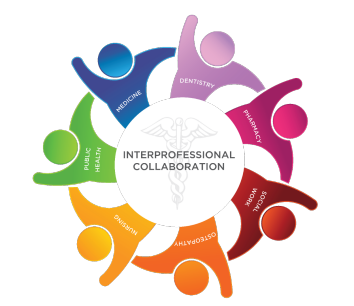 INTERPROFESSIONAL
COLLABORATION
DENTISTRY
PHARMACY
SOCIAL
WORK
OSTEOPATHY
NURSING
PUBLIC
HEALTH
MEDICINE